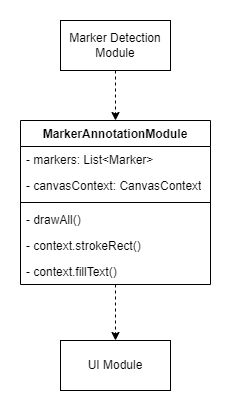 Marker Detection
Module
MarkerAnnotationModule
- markers: List<Marker>
- canvasContext: CanvasContext
- drawAll()
- context.strokeRect()
- context.fillText()
UI Module